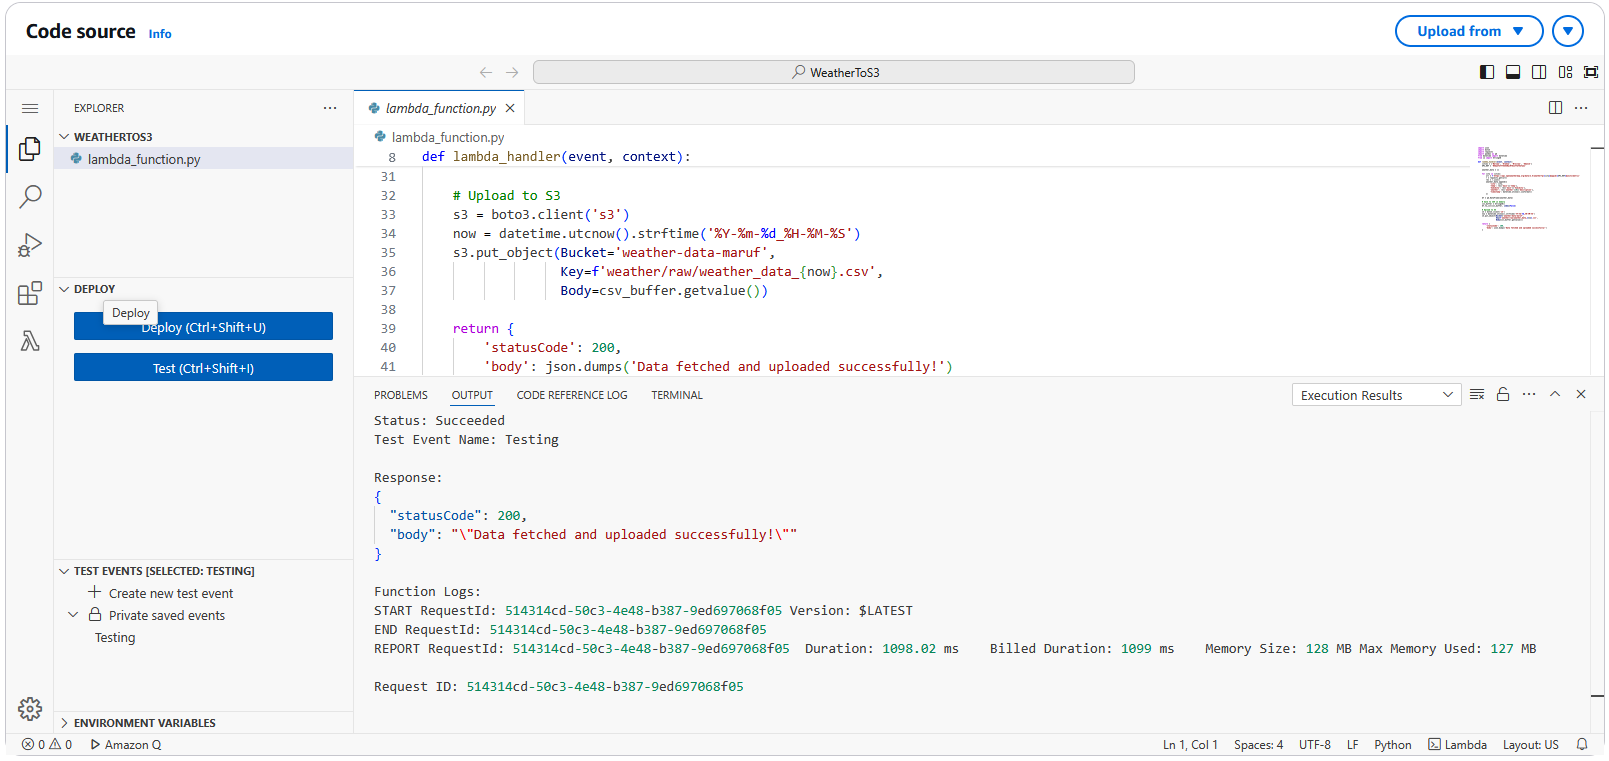 Code source Info
Upload from
WeatherToS3
EXPLORER
WEATHERTOS3
lambda_function.py
DEPLOY
Deploy
Deploy (Ctrl+Shift+U)
Test (Ctrl+Shift+I)
TEST EVENTS [SELECTED: TESTING]
Create new test event
Private saved events
Testing
ENVIRONMENT VARIABLES
lambda_function.py
lambda_function.py
8 def lambda_handler(event, context):
31
32 # Upload to S3
33 s3 = boto3.client('s3')
34 now = datetime.utcnow().strftime('%Y-%m-%d_%H-%M-%S')
35 s3.put_object(Bucket='weather-data-maruf',
36 Key=f'weather/raw/weather_data_{now}.csv',
37 Body=csv_buffer.getvalue())
38
39 return {
40 'statusCode': 200,
41 'body': json.dumps('Data fetched and uploaded successfully!')
PROBLEMS OUTPUT CODE REFERENCE LOG TERMINAL
Execution Results
Status: Succeeded
Test Event Name: Testing
Response:
{
"statusCode": 200,
"body": "\"Data fetched and uploaded successfully!\""
}
Function Logs:
START RequestId: 514314cd-50c3-4e48-b387-9ed697068f05 Version: $LATEST
END RequestId: 514314cd-50c3-4e48-b387-9ed697068f05
REPORT RequestId: 514314cd-50c3-4e48-b387-9ed697068f05 Duration: 1098.02 ms Billed Duration: 1099 ms Memory Size: 128 MB Max Memory Used: 127 MB
Request ID: 514314cd-50c3-4e48-b387-9ed697068f05
0 0 Amazon Q
Ln 1, Col 1 Spaces: 4 UTF-8 LF Python Lambda Layout: US